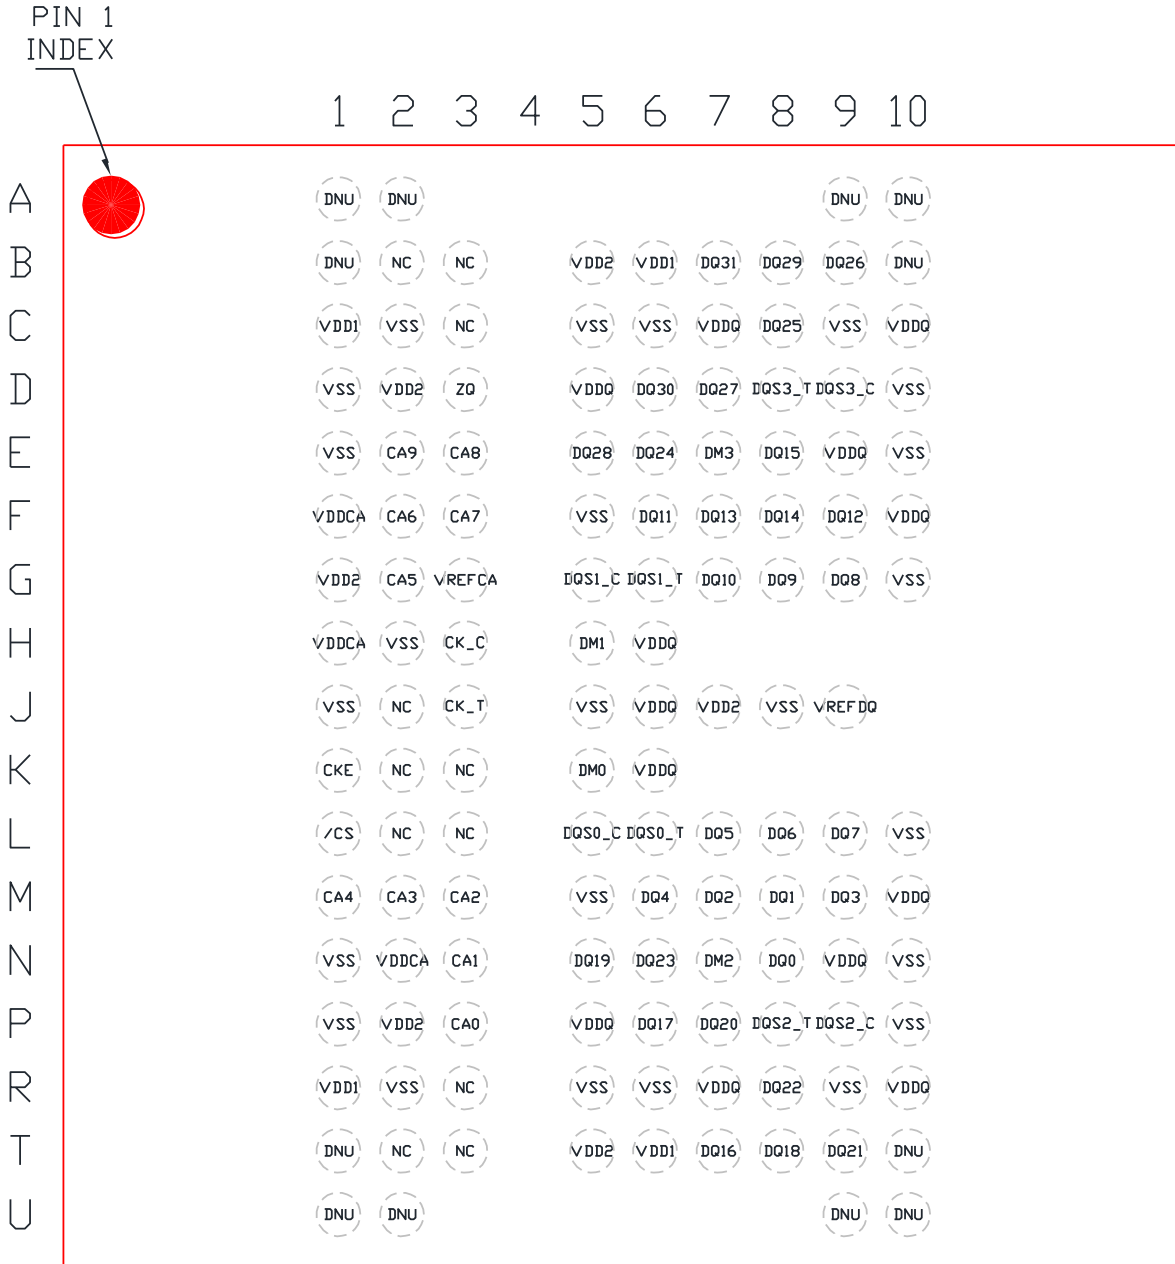 PIN 1
INDEX
1 2 3 4 5 6 7 8 9 10
A DNU DNU DNU DNU
B DNU NC NC VDD2 VDD1 DQ31 DQ29 DQ26 DNU
C VDD1 VSS NC VSS VSS VDDQ DQ25 VSS VDDQ
D VSS VDD2 ZQ VDDQ DQ30 DQ27 DQS3_T DQS3_C VSS
E VSS CA9 CA8 DQ28 DQ24 DM3 DQ15 VDDQ VSS
F VDDCA CA6 CA7 VSS DQ11 DQ13 DQ14 DQ12 VDDQ
G VDD2 CA5 VREFCA DQS1_C DQS1_T DQ10 DQ9 DQ8 VSS
H VDDCA VSS CK_C DM1 VDDQ
J VSS NC CK_T VSS VDDQ VDD2 VSS VREFDQ
K CKE NC NC DM0 VDDQ
L /CS NC NC DQS0_C DQS0_T DQ5 DQ6 DQ7 VSS
M CA4 CA3 CA2 VSS DQ4 DQ2 DQ1 DQ3 VDDQ
N VSS VDDCA CA1 DQ19 DQ23 DM2 DQ0 VDDQ VSS
P VSS VDD2 CA0 VDDQ DQ17 DQ20 DQS2_T DQS2_C VSS
R VDD1 VSS NC VSS VSS VDDQ DQ22 VSS VDDQ
T DNU NC NC VDD2 VDD1 DQ16 DQ18 DQ21 DNU
U DNU DNU DNU DNU